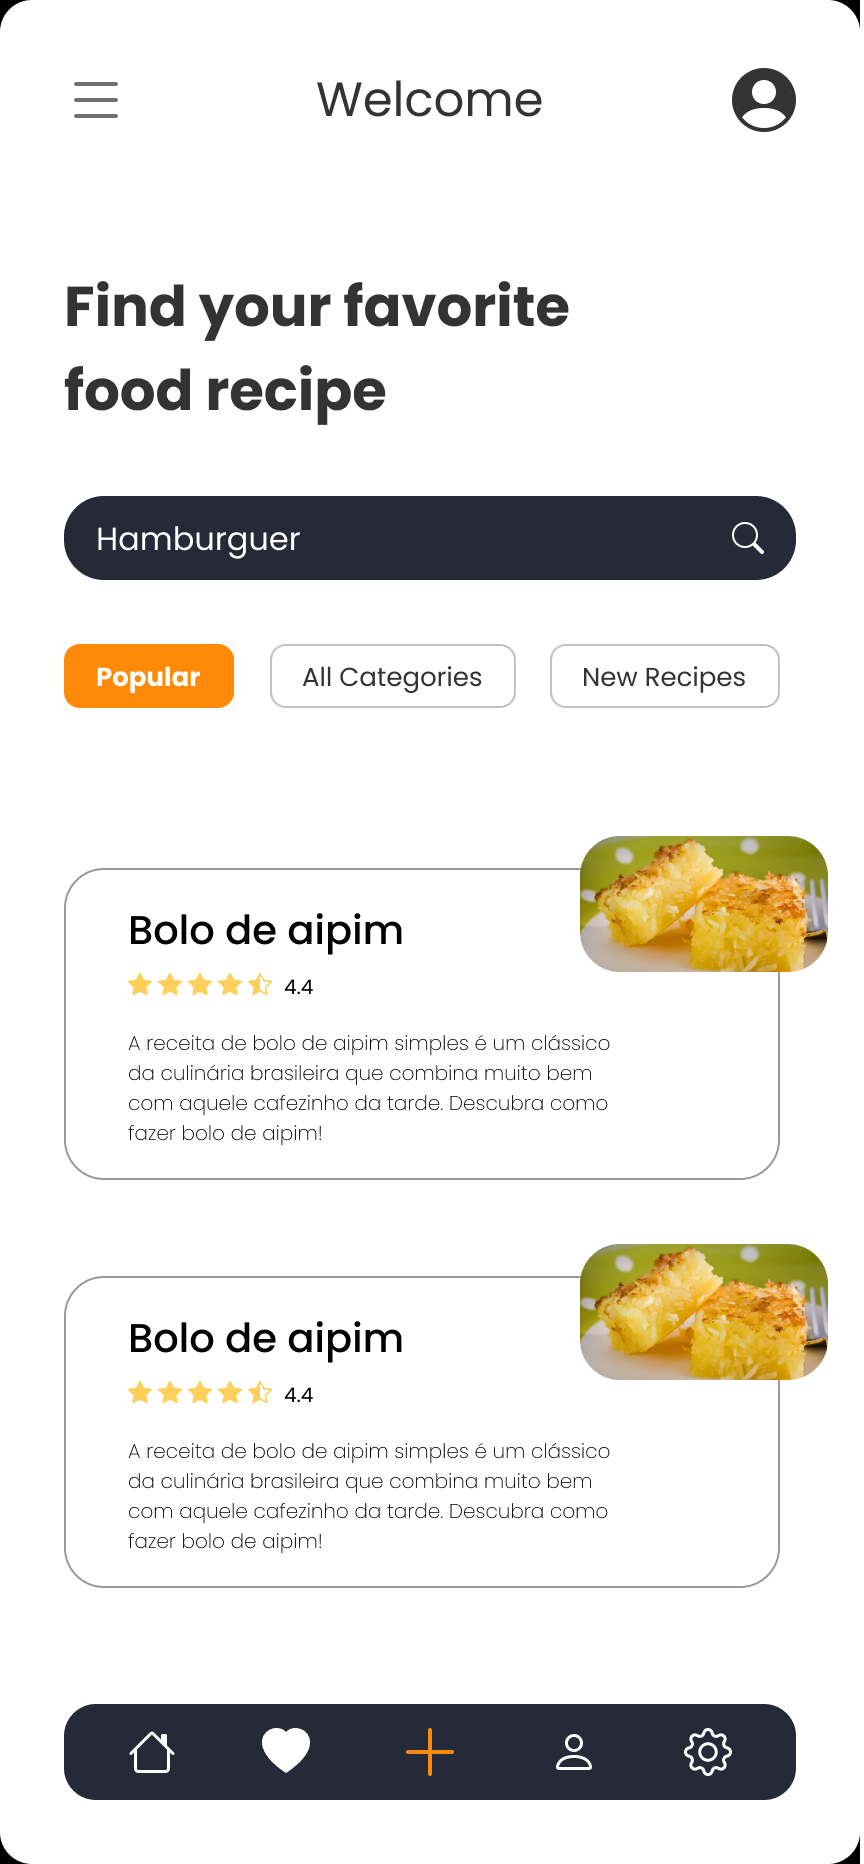 Welcome
Find your favorite
food recipe
Hamburguer
Popular
All Categories
New Recipes
Bolo de aipim
4.4
A receita de bolo de aipim simples é um clássico
da culinária brasileira que combina muito bem
com aquele cafezinho da tarde. Descubra como
fazer bolo de aipim!
Bolo de aipim
4.4
A receita de bolo de aipim simples é um clássico
da culinária brasileira que combina muito bem
com aquele cafezinho da tarde. Descubra como
fazer bolo de aipim!